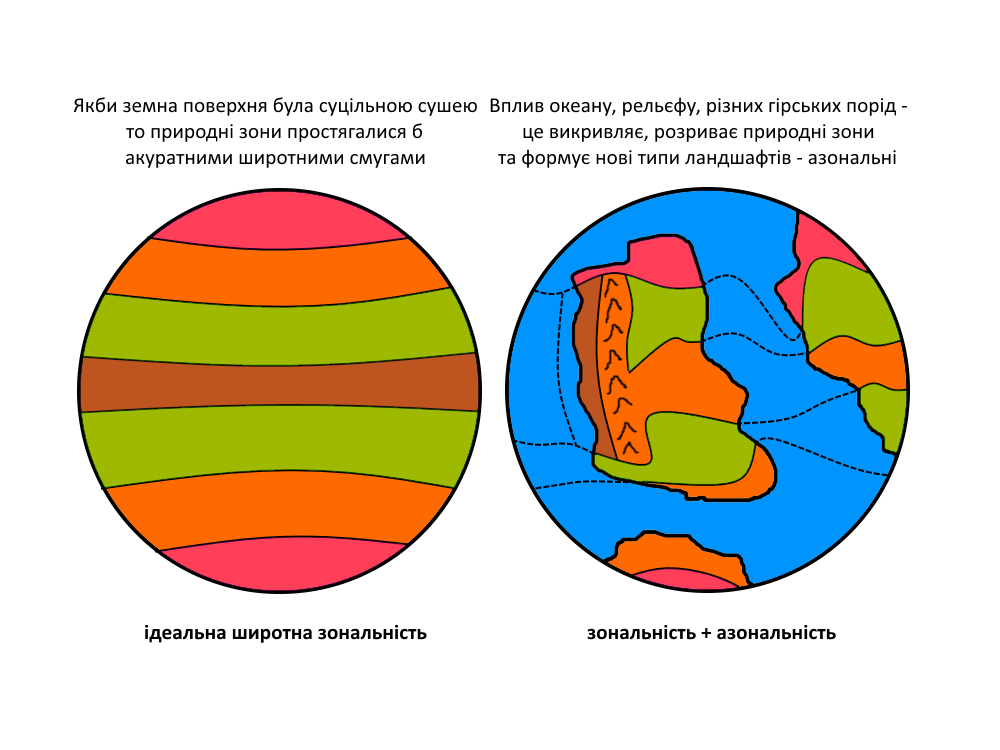 Якби земна поверхня була суцільною сушею
то природні зони простягалися б
акуратними широтними смугами
Вплив океану, рельєфу, різних гірських порід -
це викривляє, розриває природні зони
та формує нові типи ландшафтів - азональні
ідеальна широтна зональність
зональність + азональність